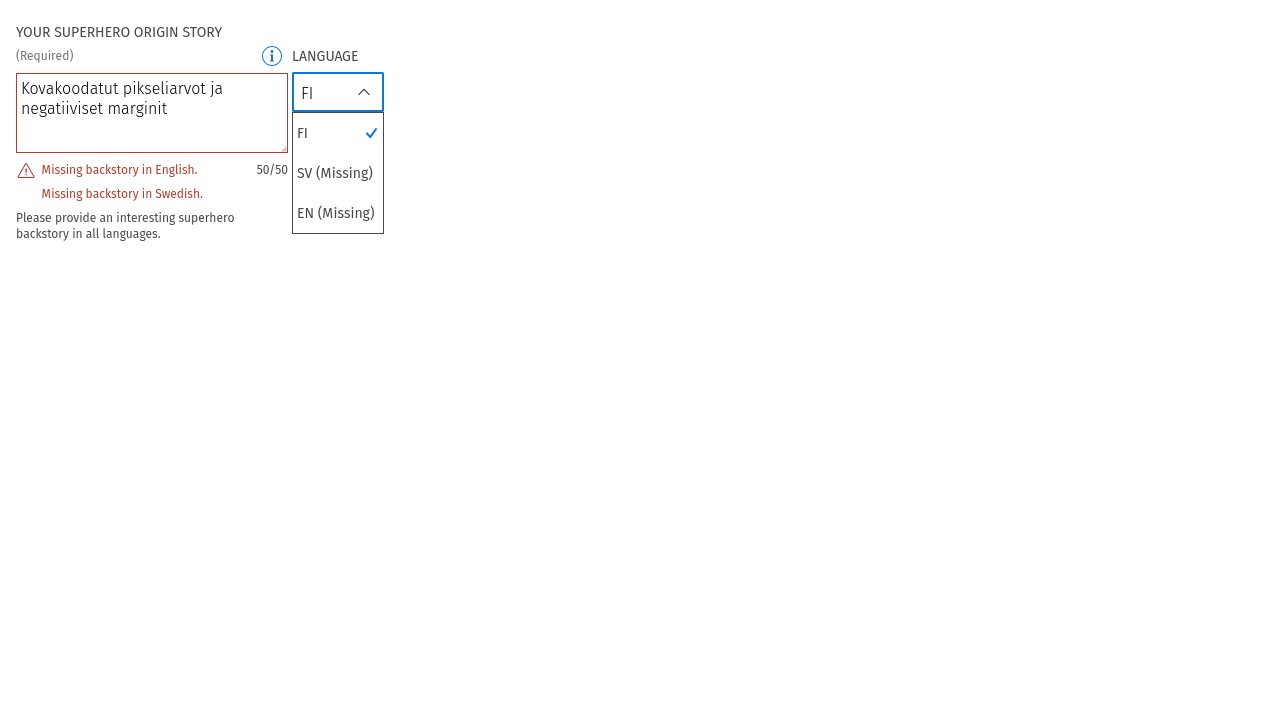 YOUR SUPERHERO ORIGIN STORY
(Required)
LANGUAGE
Kovakoodatut pikseliarvot ja
negatiiviset marginit
FI
FI
SV (Missing)
EN (Missing)
Missing backstory in English.
50/50
Missing backstory in Swedish.
Please provide an interesting superhero
backstory in all languages.